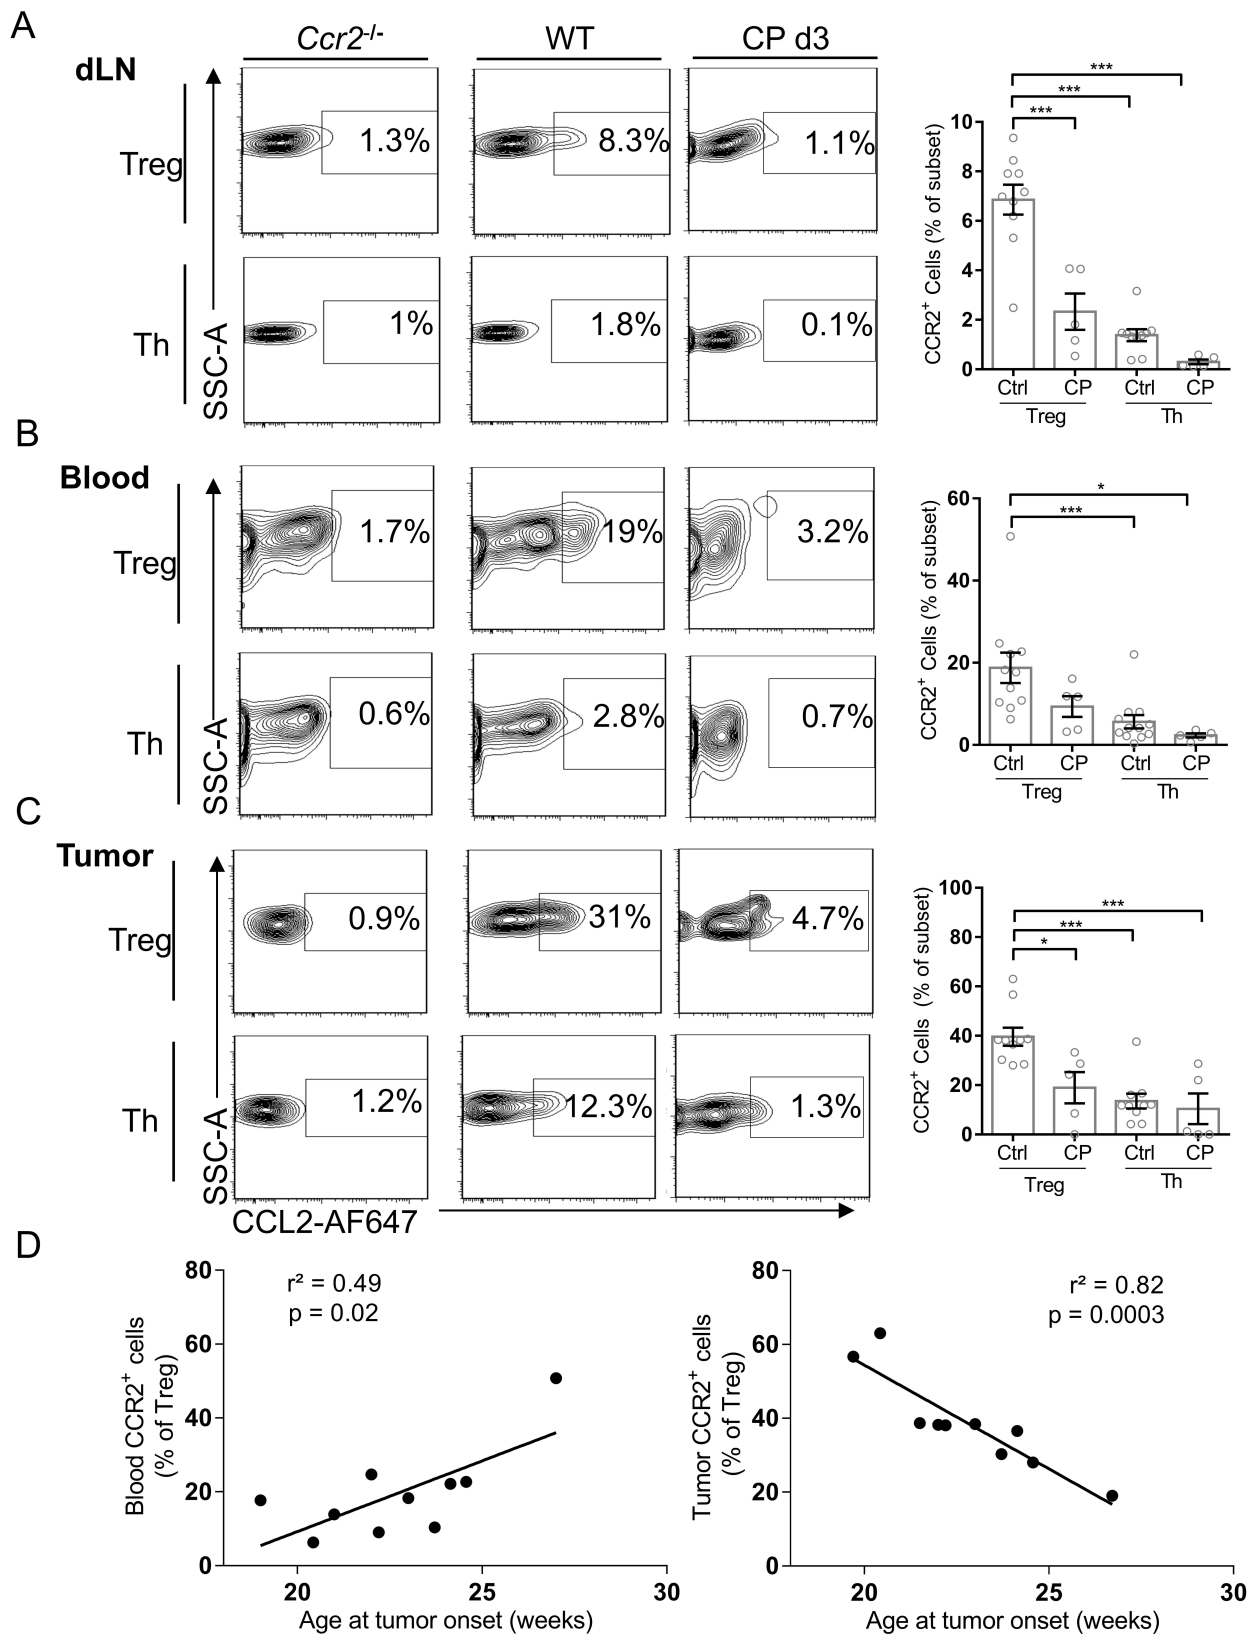 A
Ccr2-/-
WT
CP d3
dLN
Treg
1.3%
8.3%
1.1%
Th
1%
1.8%
0.1%
SSC-A
CCR2+ Cells (% of subset)
10
8
6
4
2
0
***
***
***
Ctrl CP Ctrl CP
Treg Th
B
Blood
Treg
1.7%
19%
3.2%
Th
0.6%
2.8%
0.7%
SSC-A
CCR2+ Cells (% of subset)
60
40
20
0
*
***
Ctrl CP Ctrl CP
Treg Th
C
Tumor
Treg
0.9%
31%
4.7%
Th
1.2%
12.3%
1.3%
SSC-A
CCL2-AF647
CCR2+ Cells (% of subset)
100
80
60
40
20
0
***
***
*
Ctrl CP Ctrl CP
Treg Th
D
Blood CCR2+ cells
(% of Treg)
80
60
40
20
0
r² = 0.49
p = 0.02
20 25 30
Age at tumor onset (weeks)
Tumor CCR2+ cells
(% of Treg)
80
60
40
20
0
r² = 0.82
p = 0.0003
20 25 30
Age at tumor onset (weeks)